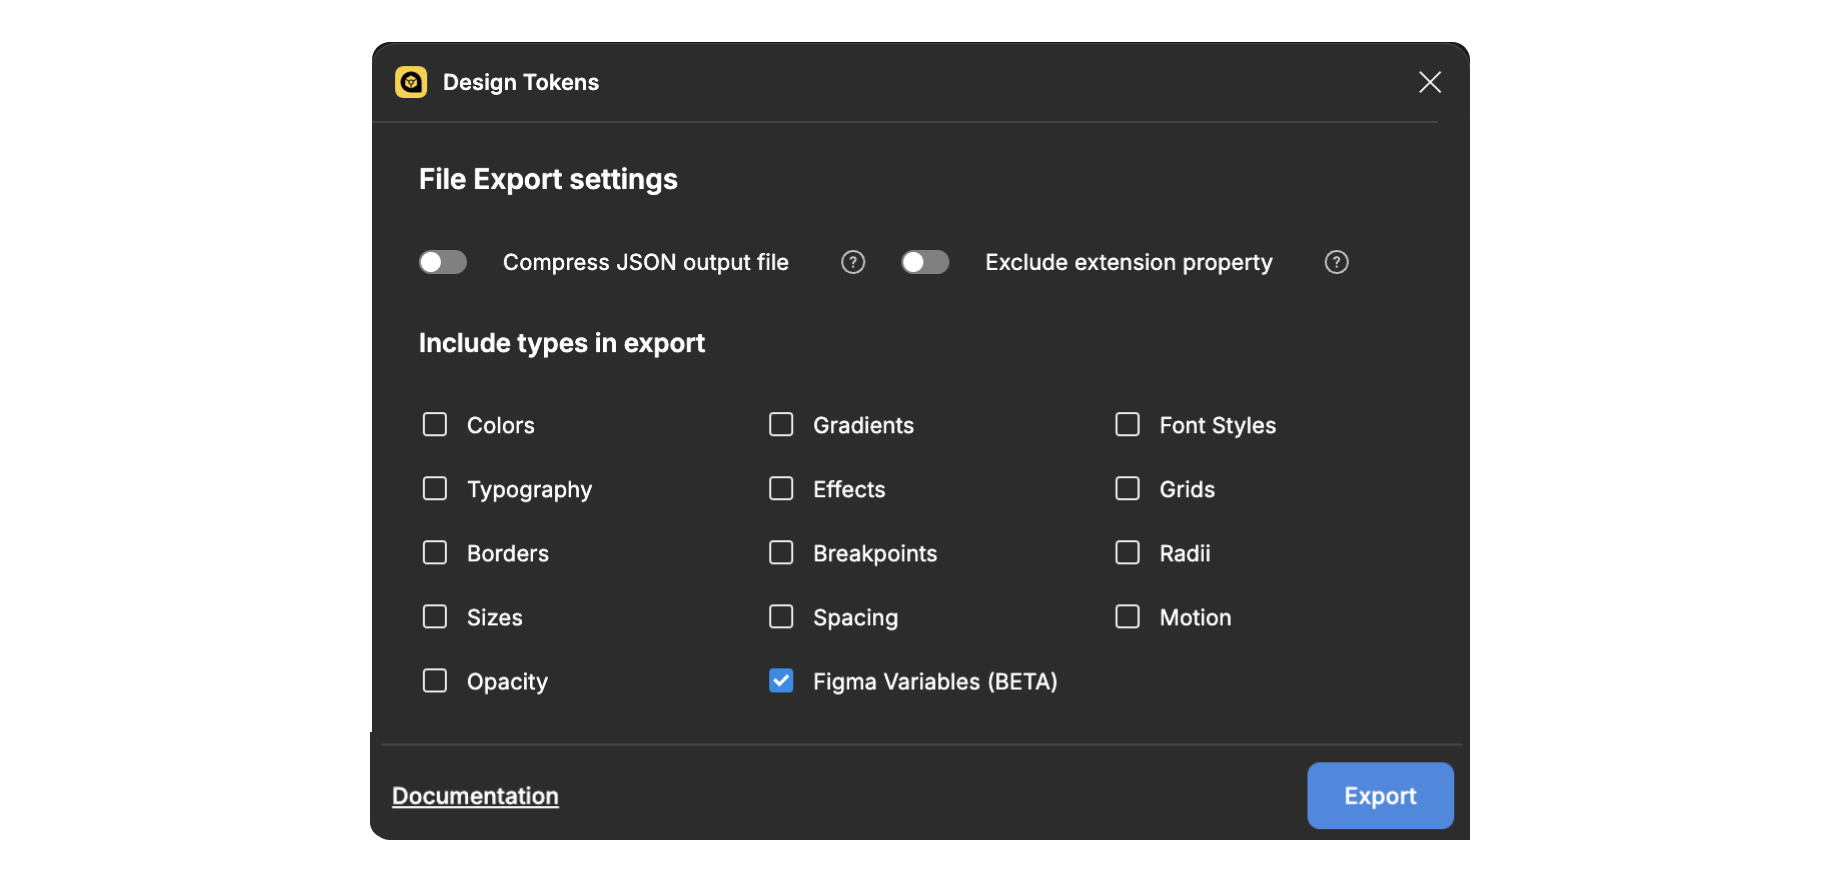 Design Tokens
File Export settings
Compress JSON output file ? Exclude extension property ?
Include types in export
Colors Gradients Font Styles
Typography Effects Grids
Borders Breakpoints Radii
Sizes Spacing Motion
Opacity Figma Variables (BETA)
Documentation Export